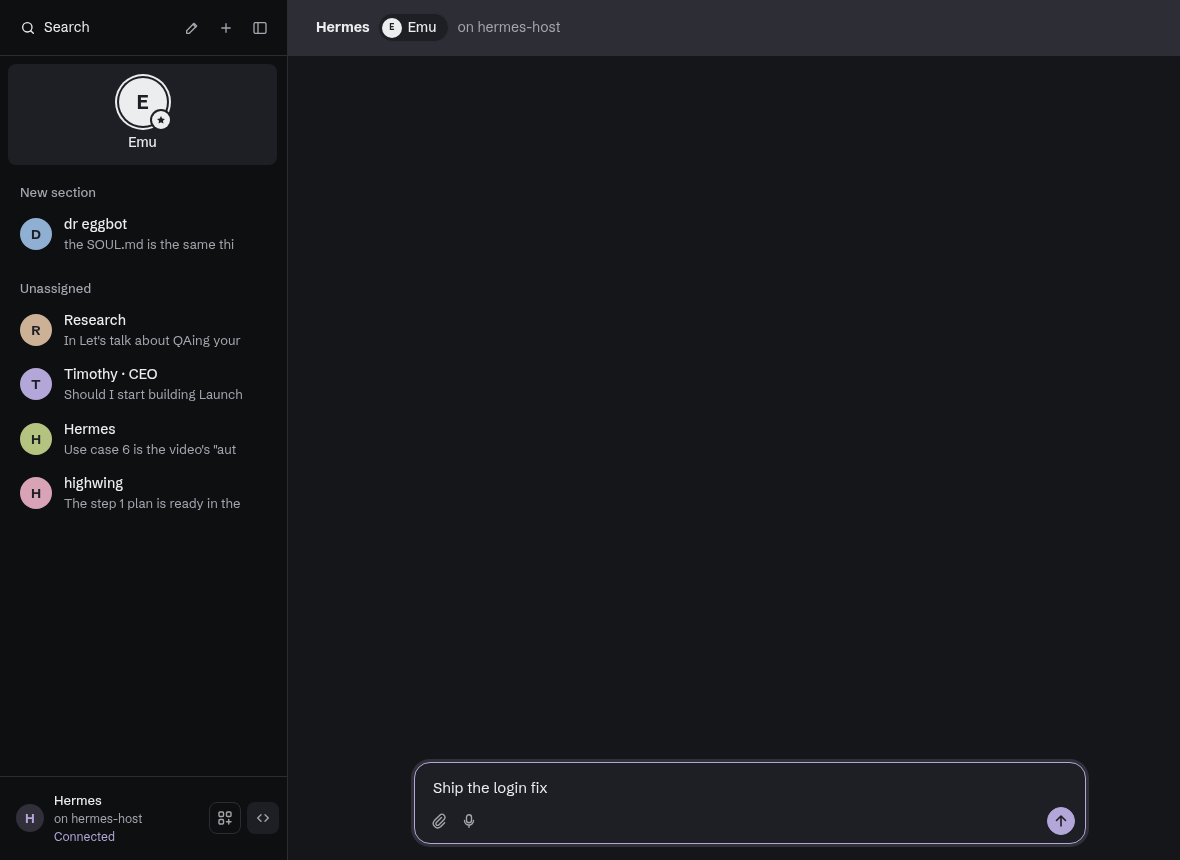 Search
Hermes E Emu on hermes-host
E
Emu
New section
D
dr eggbot
the SOUL.md is the same thi
Unassigned
R
Research
In Let's talk about QAing your
T
Timothy · CEO
Should I start building Launch
H
Hermes
Use case 6 is the video's "aut
H
highwing
The step 1 plan is ready in the
Ship the login fix
H
Hermes
on hermes-host
Connected